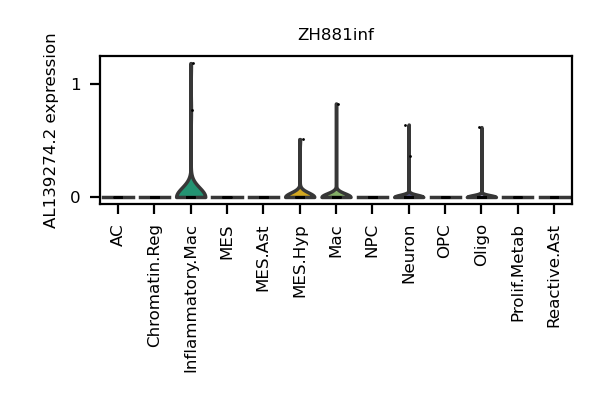 ZH881inf
AL139274.2 expression
1
0
AC
Chromatin.Reg
Inflammatory.Mac
MES
MES.Ast
MES.Hyp
Mac
NPC
Neuron
OPC
Oligo
Prolif.Metab
Reactive.Ast